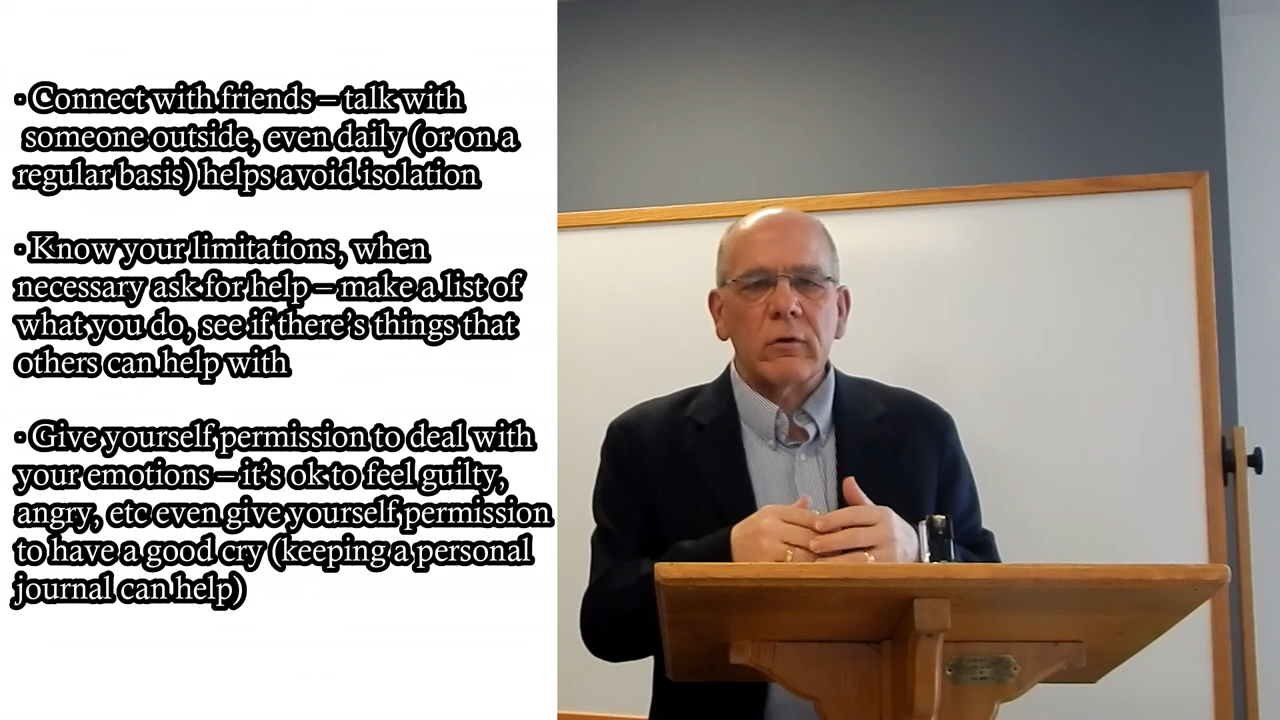 · Connect with friends – talk with
someone outside, even daily (or on a
regular basis) helps avoid isolation
· Know your limitations, when
necessary ask for help – make a list of
what you do, see if there's things that
others can help with
· Give yourself permission to deal with
your emotions – it's ok to feel guilty,
angry, etc even give yourself permission
to have a good cry (keeping a personal
journal can help)